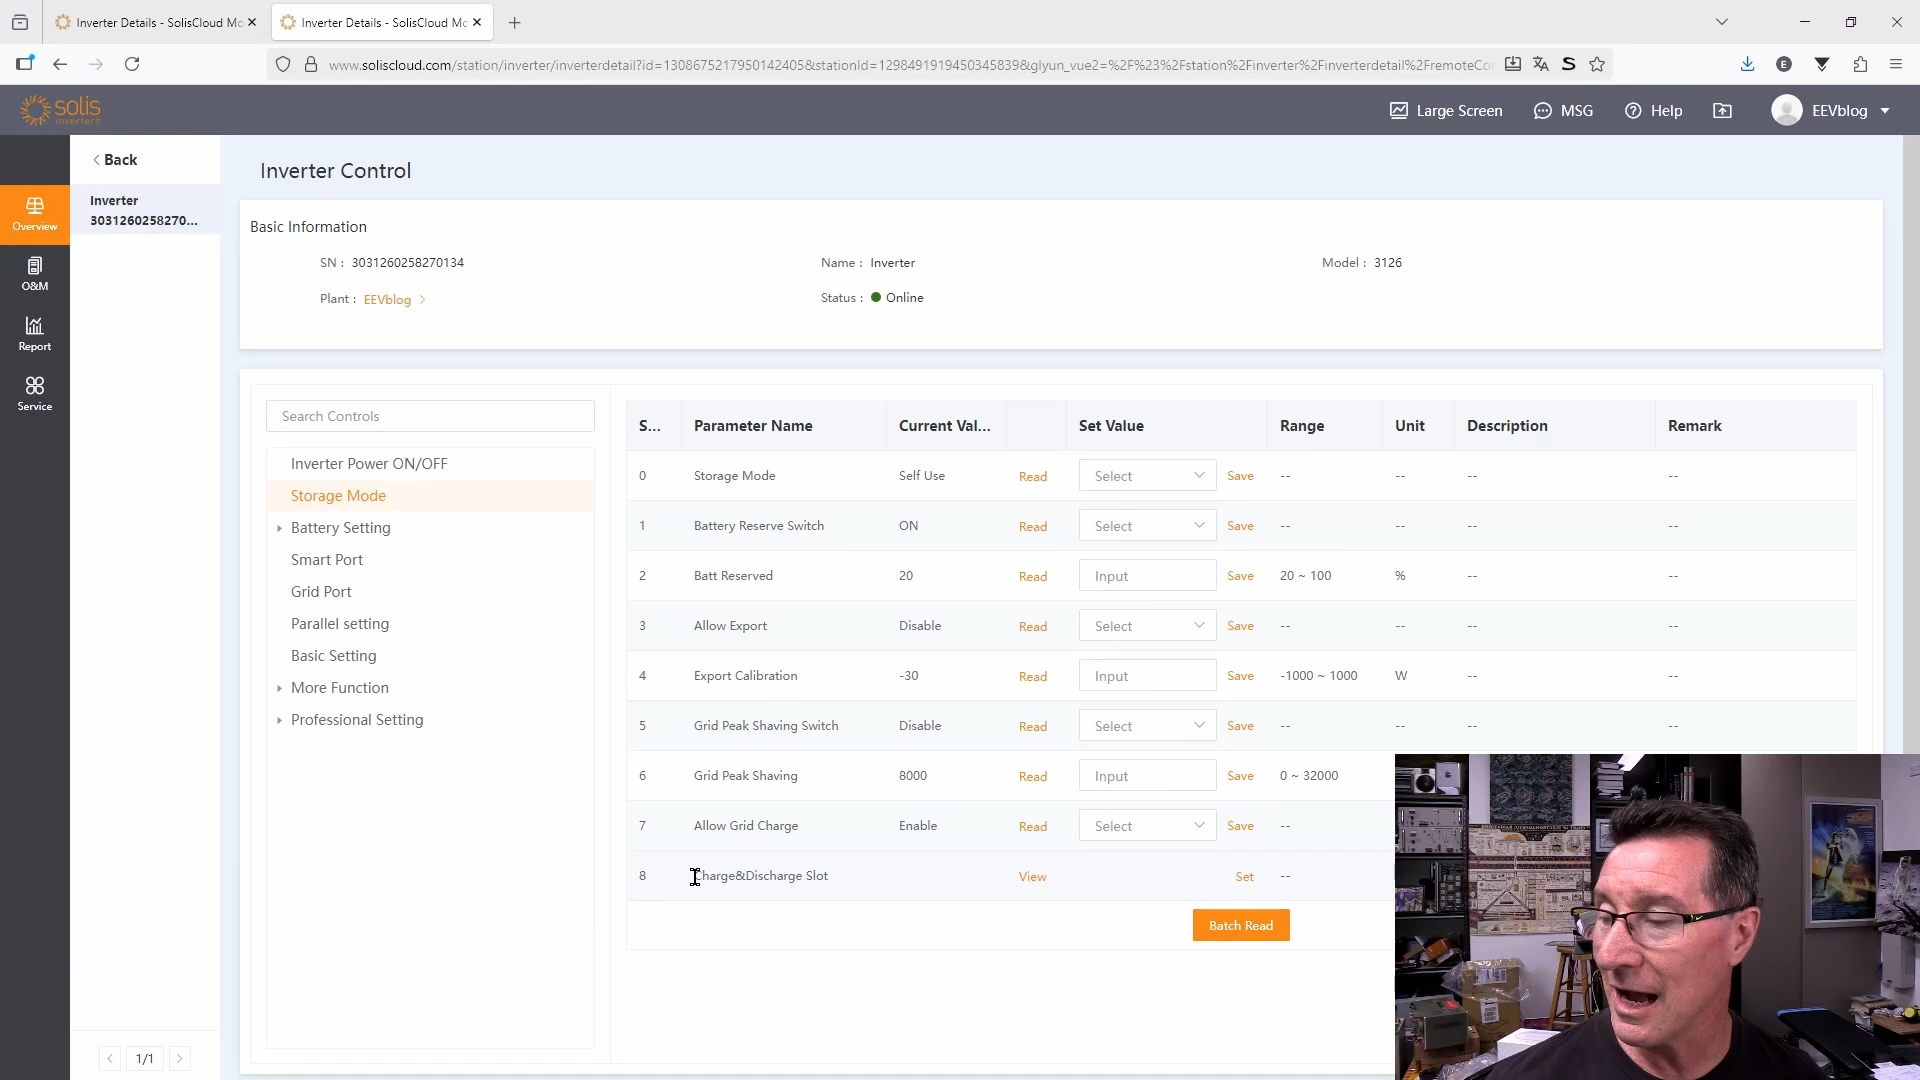 Inverter Details - SolisCloud Mo
Inverter Details - SolisCloud Mo
www.soliscloud.com/station/inverter/inverterdetail?id=1308675217950142405&stationId=1298491919450345839&glyun_vue2=%2F%23%2Fstation%2Finverter%2Finverterdetail%2FremoteCo
solis
inverters
Large Screen
MSG
Help
EEVblog
Back
Inverter
3031260258270...
Overview
O&M
Report
Service
Inverter Control
Basic Information
SN : 3031260258270134
Name : Inverter
Model : 3126
Plant : EEVblog >
Status : Online
Search Controls
Inverter Power ON/OFF
Storage Mode
Battery Setting
Smart Port
Grid Port
Parallel setting
Basic Setting
More Function
Professional Setting
S... Parameter Name Current Val... Set Value Range Unit Description Remark
0 Storage Mode Self Use Read Select Save -- -- -- --
1 Battery Reserve Switch ON Read Select Save -- -- -- --
2 Batt Reserved 20 Read Input Save 20 ~ 100 % -- --
3 Allow Export Disable Read Select Save -- -- -- --
4 Export Calibration -30 Read Input Save -1000 ~ 1000 W -- --
5 Grid Peak Shaving Switch Disable Read Select Save -- -- -- --
6 Grid Peak Shaving 8000 Read Input Save 0 ~ 32000
7 Allow Grid Charge Enable Read Select Save --
8 Charge&Discharge Slot View Set --
Batch Read
1/1